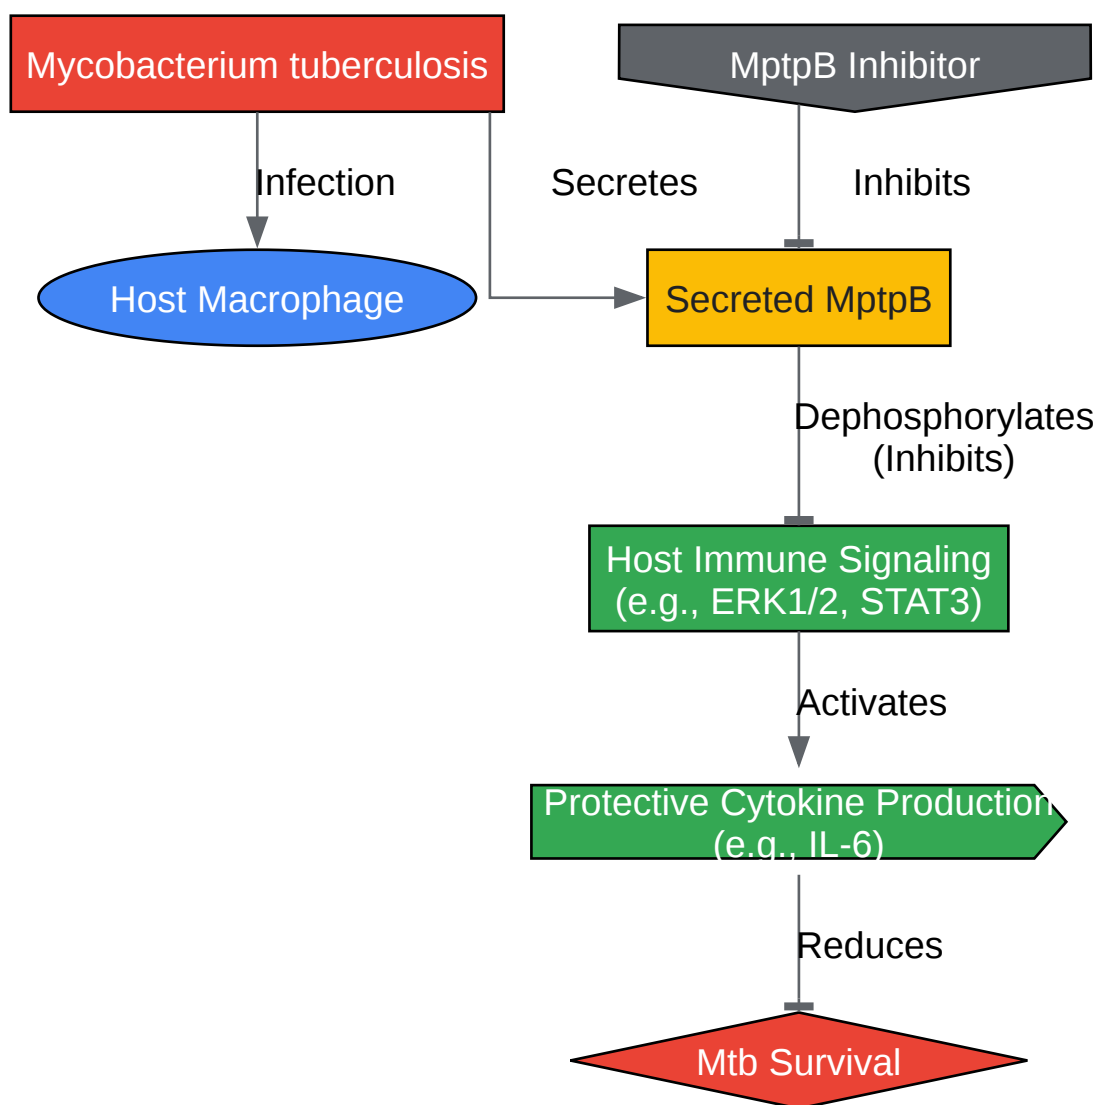 Mycobacterium tuberculosis
MptpB Inhibitor
Infection
Secretes
Inhibits
Host Macrophage
Secreted MptpB
Dephosphorylates
(Inhibits)
Host Immune Signaling
(e.g., ERK1/2, STAT3)
Activates
Protective Cytokine Production
(e.g., IL-6)
Reduces
Mtb Survival